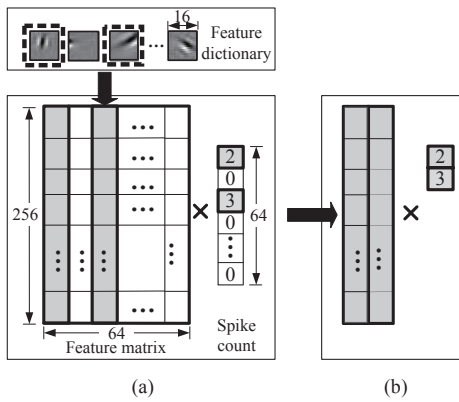 16
Feature
dictionary
...
...
2
0
...
3
0
...
0
...
256
64
64
Feature matrix
Spike
count
×
2
3
×
(a)
(b)